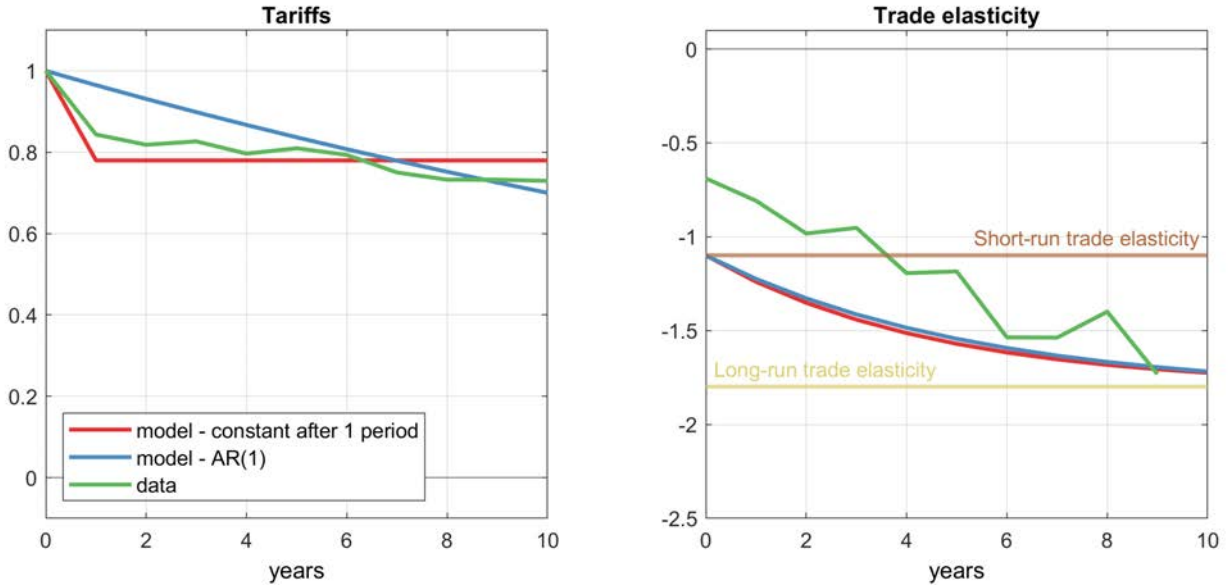 Tariffs
1
0.8
0.6
0.4
0.2
0
model - constant after 1 period
model - AR(1)
data
0 2 4 6 8 10
years
Trade elasticity
0
-0.5
-1
Short-run trade elasticity
-1.5
Long-run trade elasticity
-2
-2.5
0 2 4 6 8 10
years